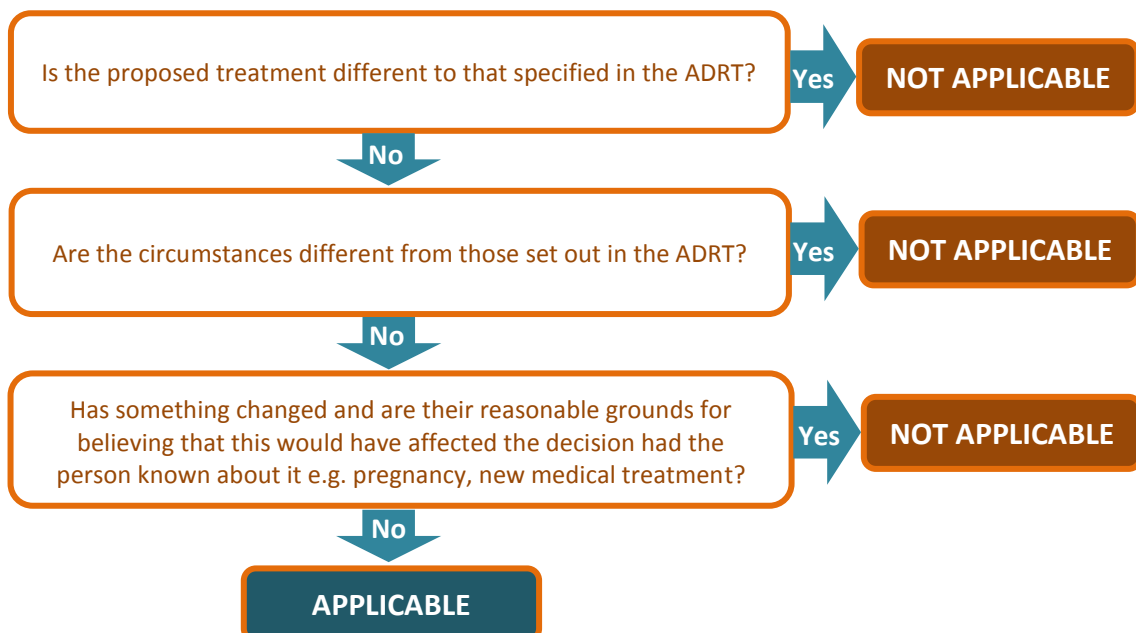 Is the proposed treatment different to that specified in the ADRT?
Yes
NOT APPLICABLE
No
Are the circumstances different from those set out in the ADRT?
Yes
NOT APPLICABLE
No
Has something changed and are their reasonable grounds for
believing that this would have affected the decision had the
person known about it e.g. pregnancy, new medical treatment?
Yes
NOT APPLICABLE
No
APPLICABLE